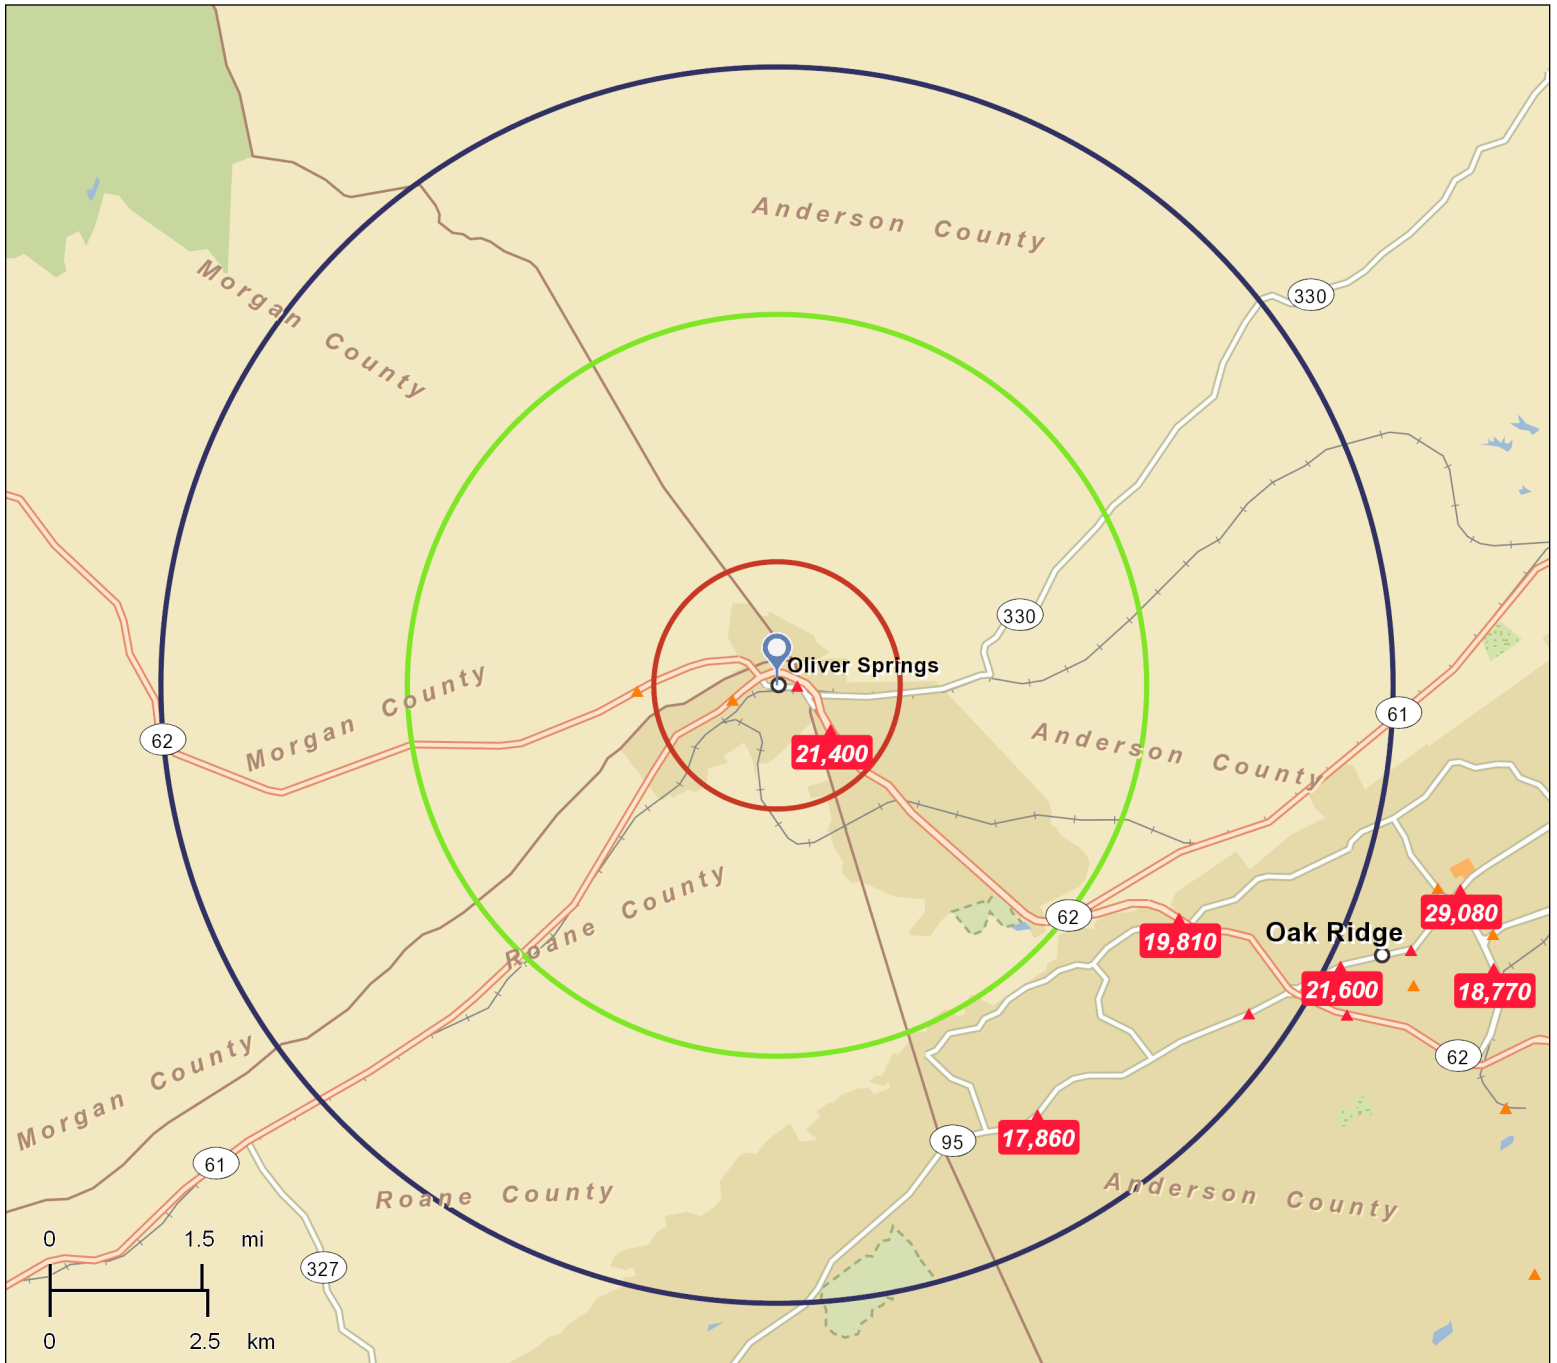 Anderson County
Morgan County
330
330
Oliver Springs
Morgan County
61
62
Anderson County
21,400
Roane County
29,080
62
19,810
Oak Ridge
21,600
18,770
Morgan County
62
17,860
95
61
Roane County
Anderson County
0 1.5 mi
327
0 2.5 km